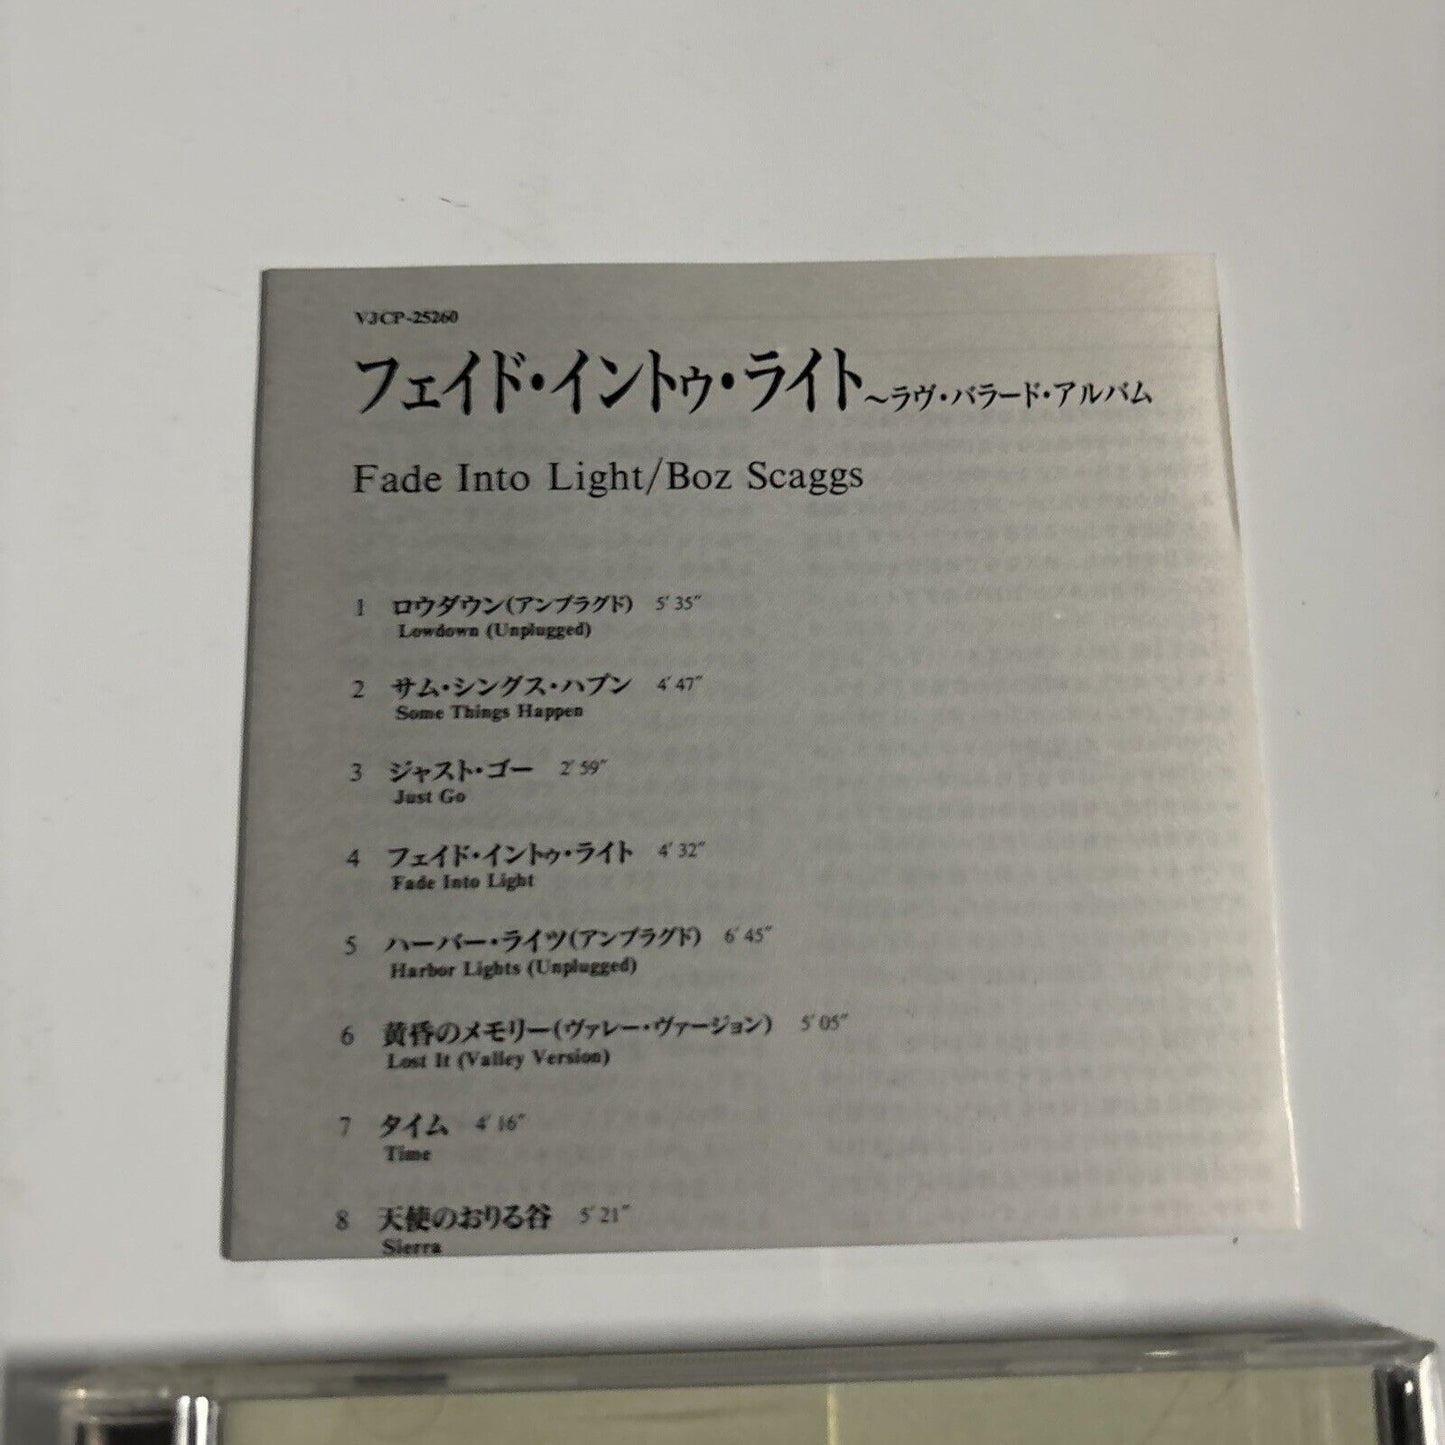 VJCP-25260
フェイド・イントゥ・ライト〜ラヴ・バラード・アルバム
Fade Into Light/Boz Scaggs
1 ロウダウン(アンプラグド) 5′35″
Lowdown (Unplugged)
2 サム・シングス・ハプン 4′47″
Some Things Happen
3 ジャスト・ゴー 2′59″
Just Go
4 フェイド・イントゥ・ライト 4′32″
Fade Into Light
5 ハーバー・ライツ(アンプラグド) 6′45″
Harbor Lights (Unplugged)
6 黄昏のメモリー(ヴァレー・ヴァージョン) 5′05″
Lost It (Valley Version)
7 タイム 4′16″
Time
8 天使のおりる谷 5′21″
Sierra